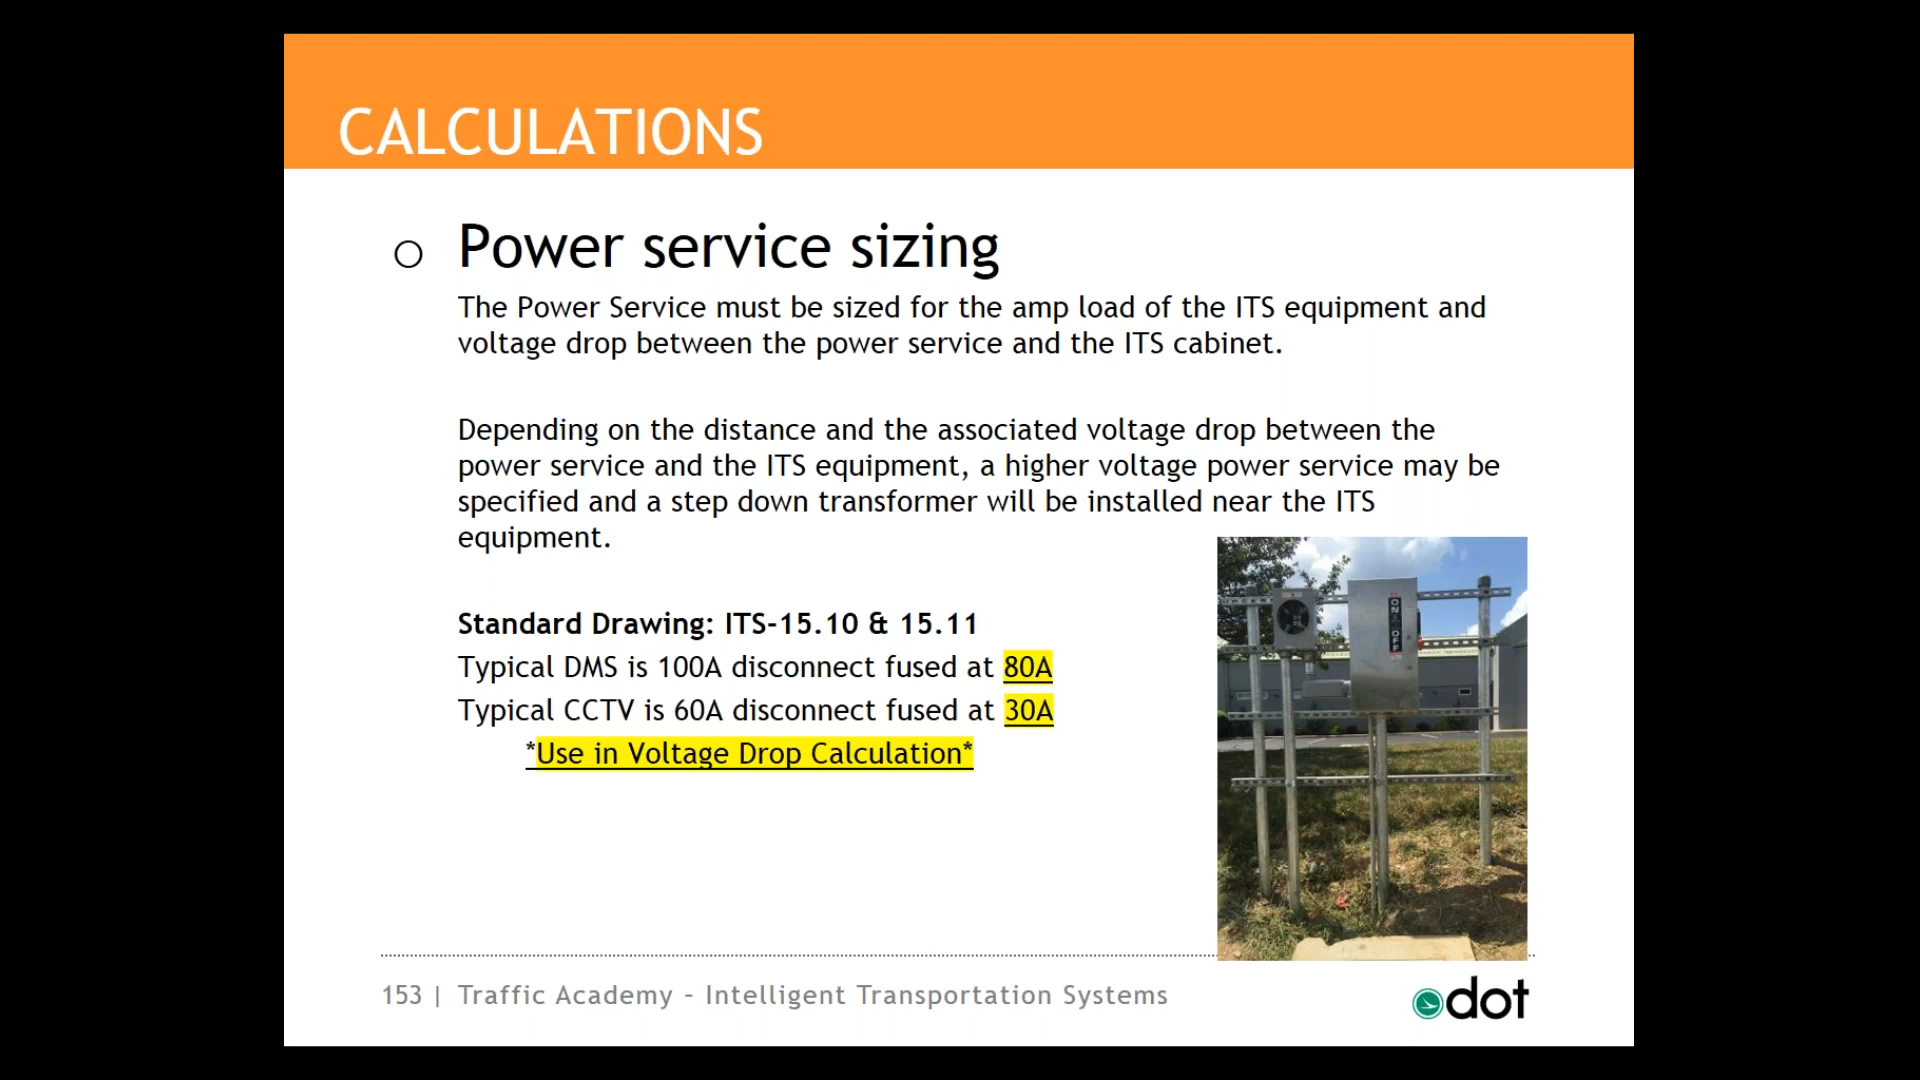 CALCULATIONS
○ Power service sizing
The Power Service must be sized for the amp load of the ITS equipment and
voltage drop between the power service and the ITS cabinet.
Depending on the distance and the associated voltage drop between the
power service and the ITS equipment, a higher voltage power service may be
specified and a step down transformer will be installed near the ITS
equipment.
Standard Drawing: ITS-15.10 & 15.11
Typical DMS is 100A disconnect fused at 80A
Typical CCTV is 60A disconnect fused at 30A
*Use in Voltage Drop Calculation*
ON
OFF
153 | Traffic Academy - Intelligent Transportation Systems
odot